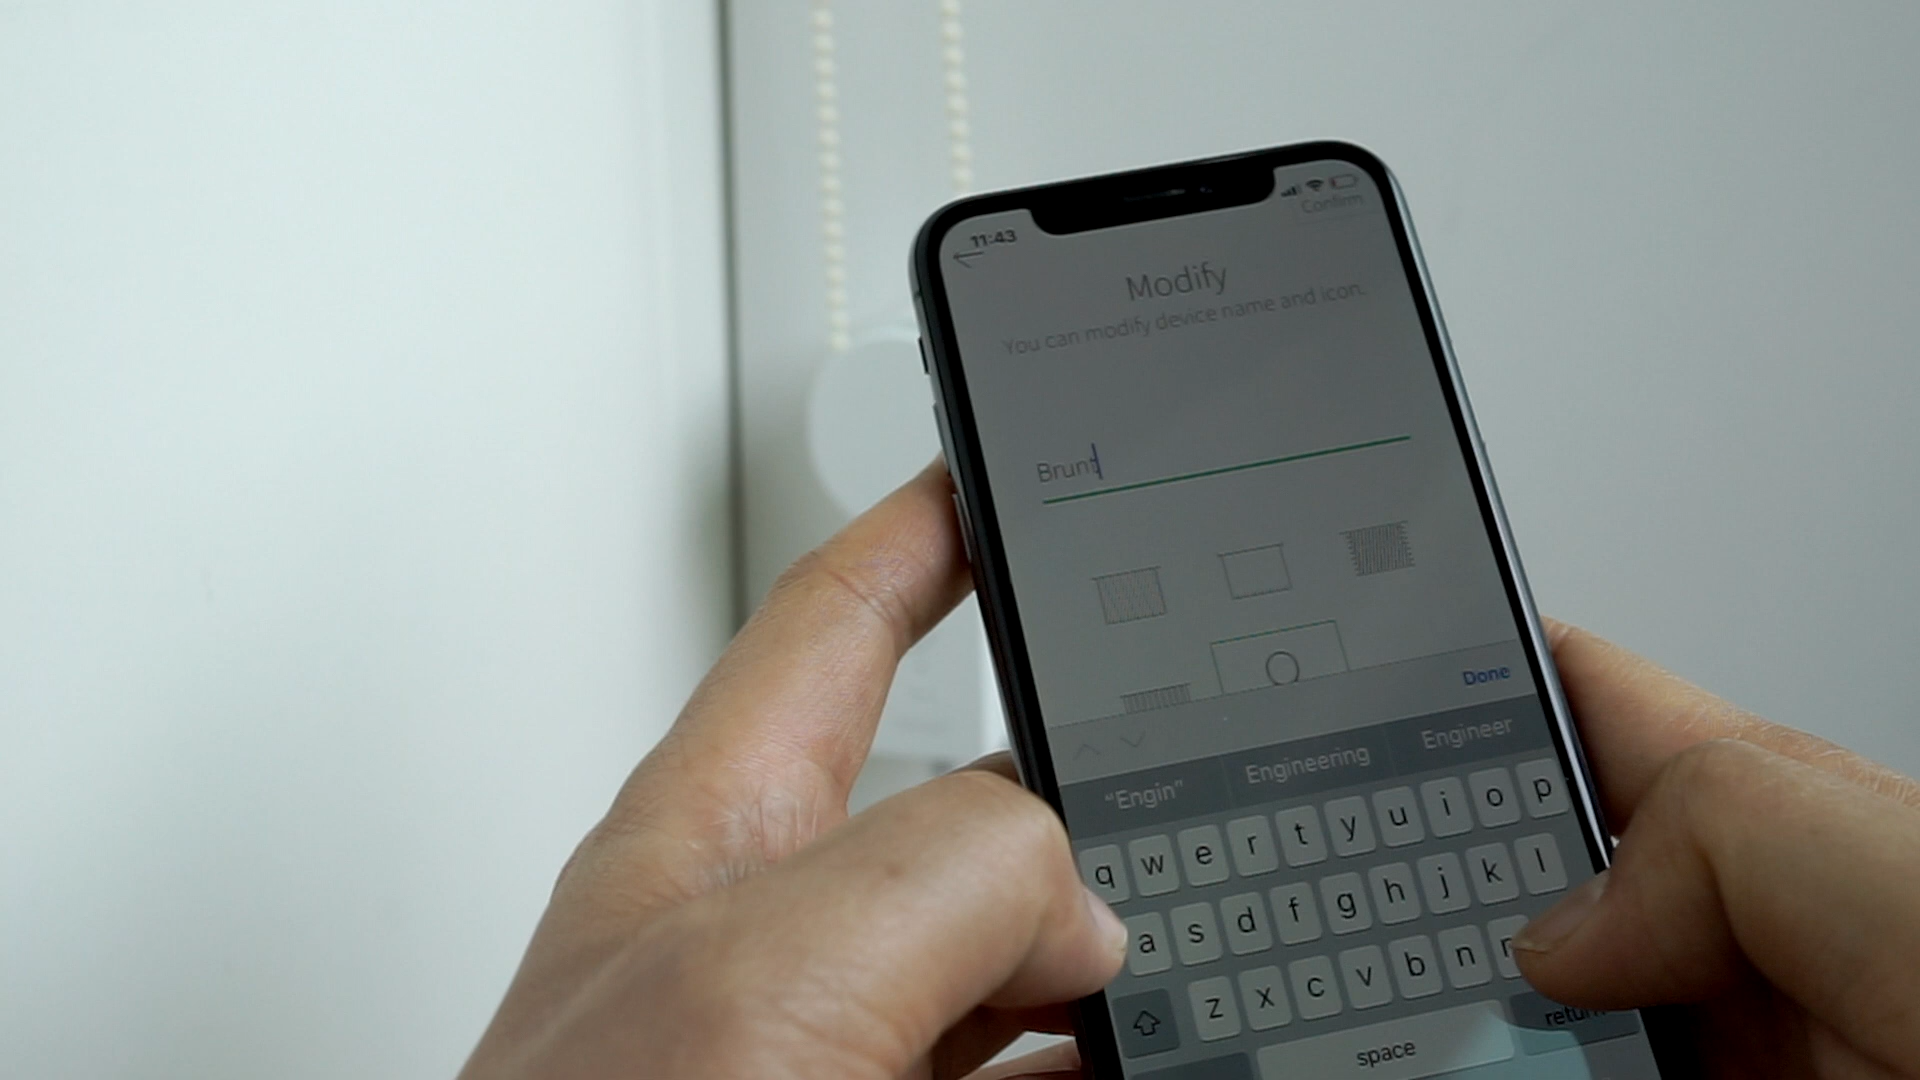 11:43
Confirm
Modify
You can modify device name and icon.
Brunt
Done
“Engin” Engineering Engineer
q w e r t y u i o p
a s d f g h j k l
z x c v b n
space return